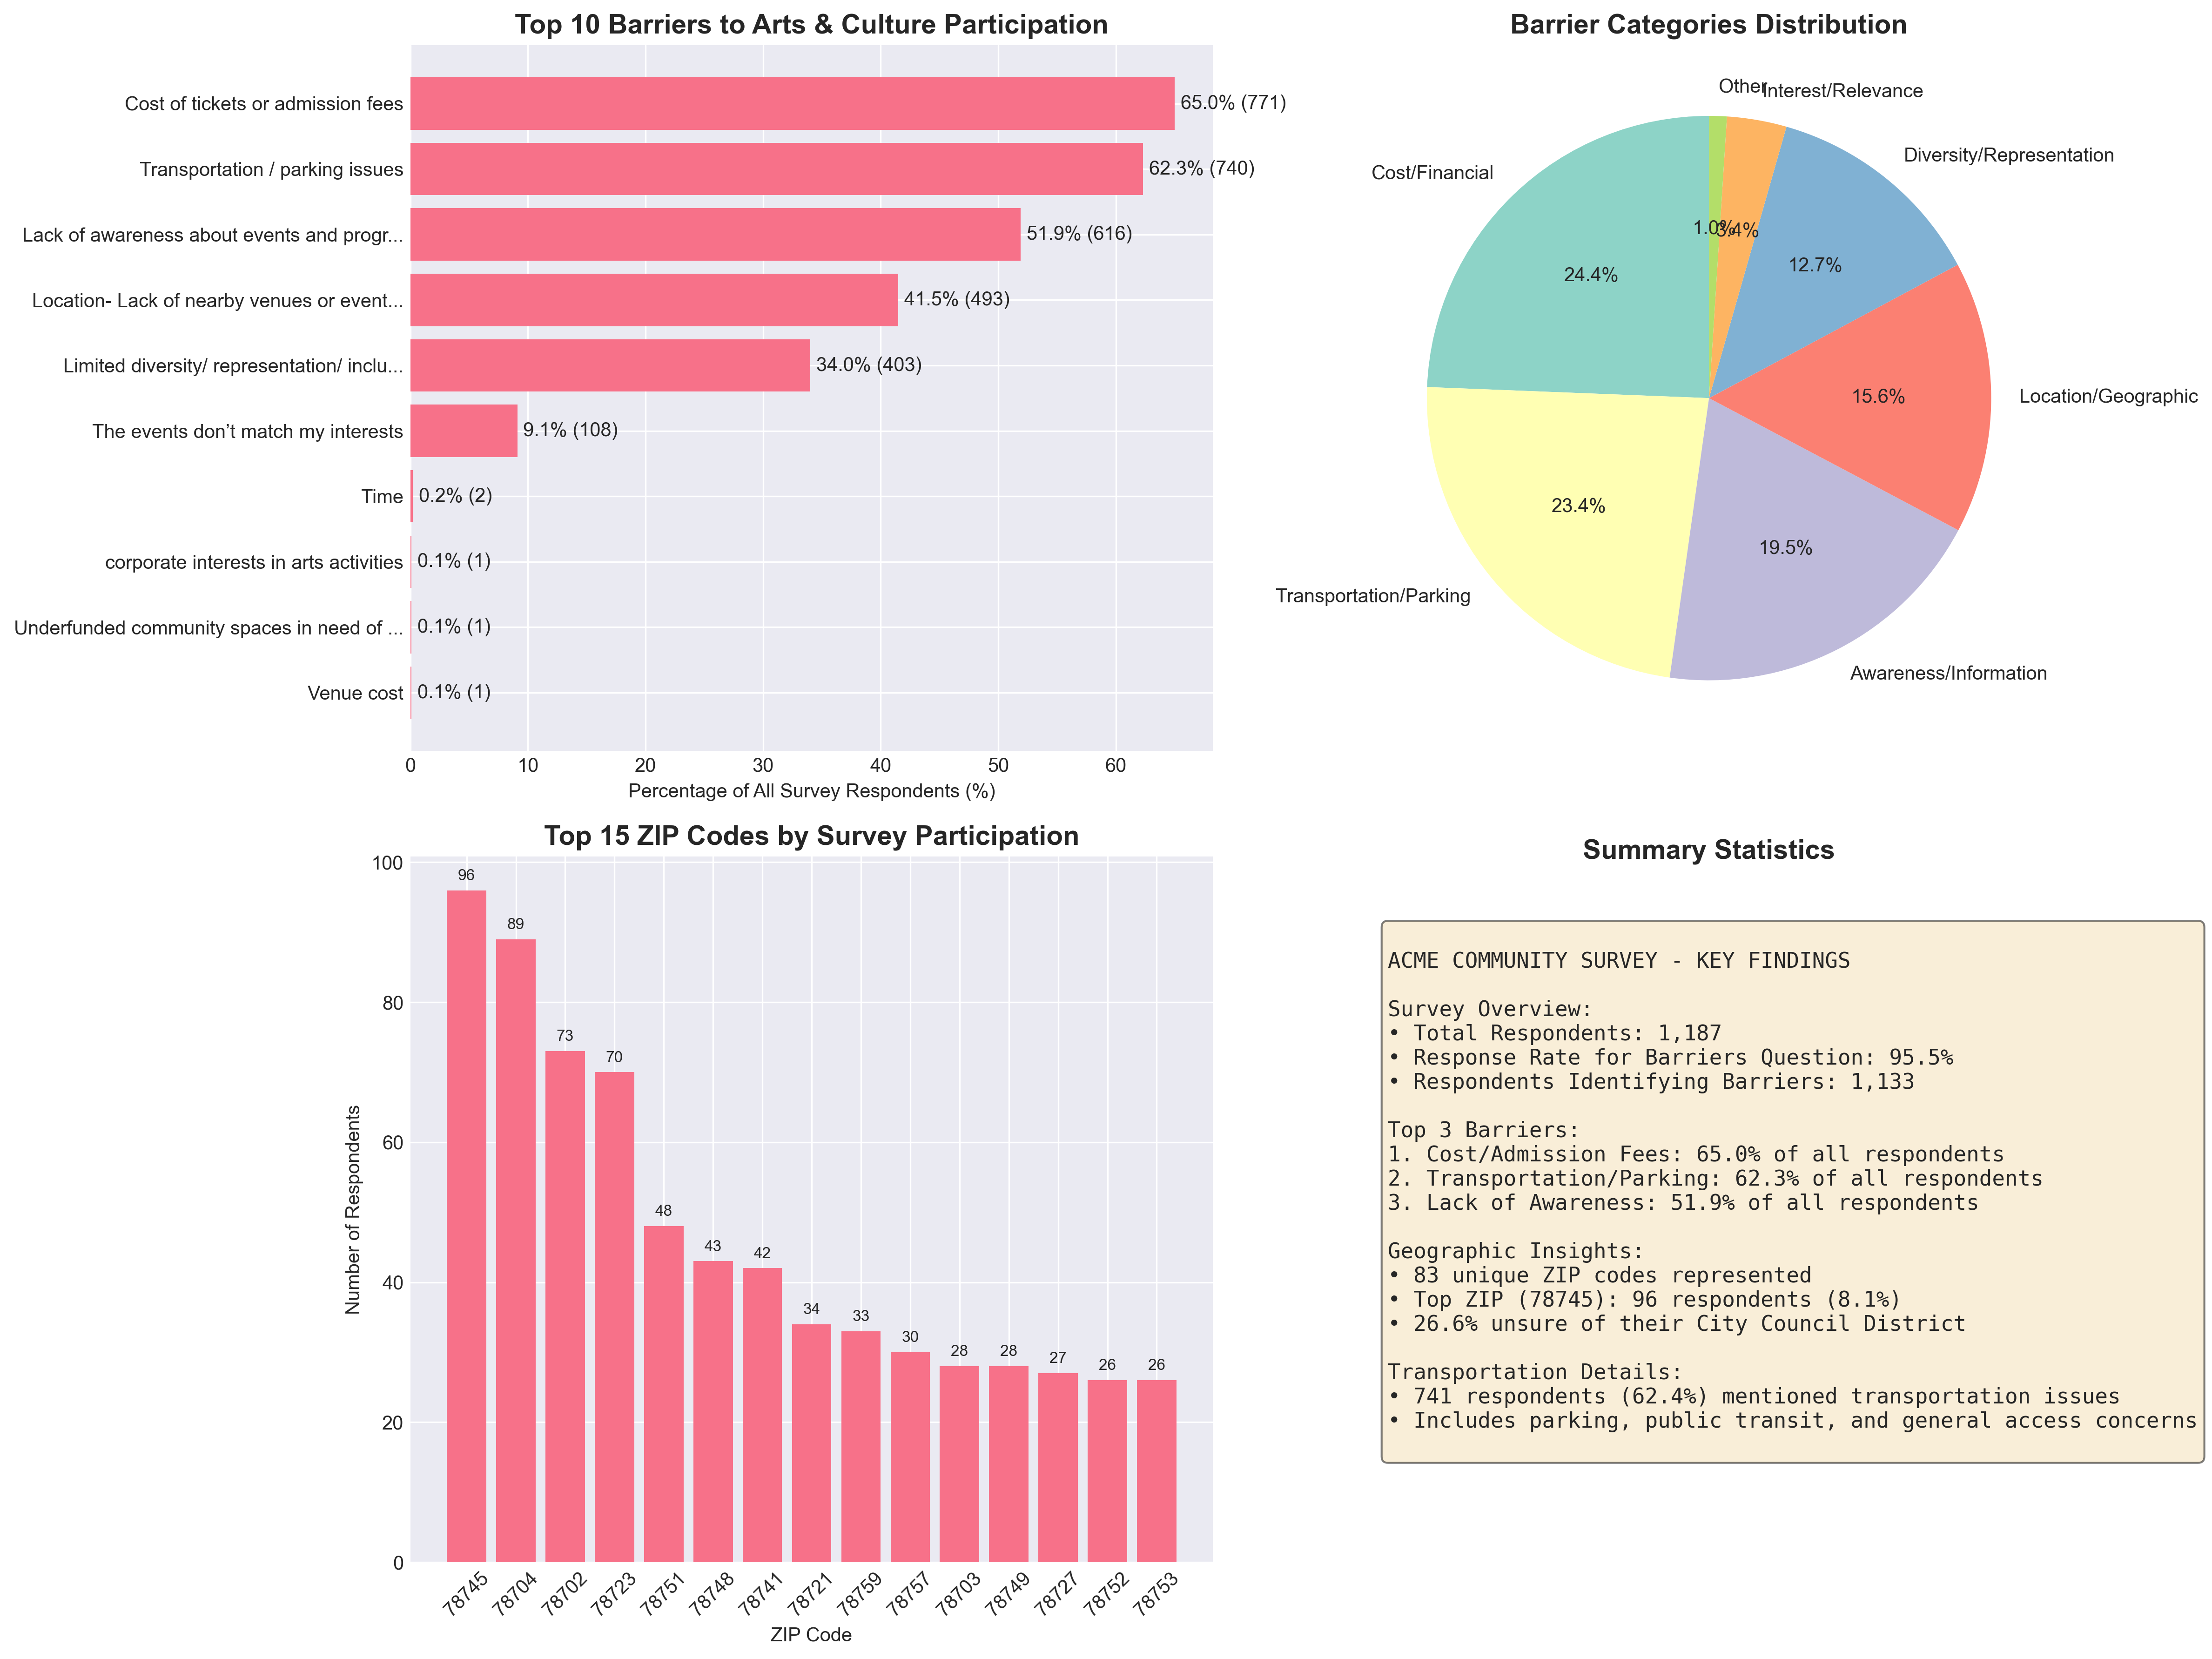 Top 10 Barriers to Arts & Culture Participation
Cost of tickets or admission fees
65.0% (771)
Transportation / parking issues
62.3% (740)
Lack of awareness about events and progr...
51.9% (616)
Location- Lack of nearby venues or event...
41.5% (493)
Limited diversity/ representation/ inclu...
34.0% (403)
The events don’t match my interests
9.1% (108)
Time
0.2% (2)
corporate interests in arts activities
0.1% (1)
Underfunded community spaces in need of ...
0.1% (1)
Venue cost
0.1% (1)
0 10 20 30 40 50 60
Percentage of All Survey Respondents (%)
Barrier Categories Distribution
Other
Interest/Relevance
Diversity/Representation
Cost/Financial
Location/Geographic
Transportation/Parking
Awareness/Information
1.0%
3.4%
12.7%
24.4%
15.6%
23.4%
19.5%
Top 15 ZIP Codes by Survey Participation
Number of Respondents
100
80
60
40
20
0
96
89
73
70
48
43
42
34
33
30
28
28
27
26
26
78745
78704
78702
78723
78751
78748
78741
78721
78759
78757
78703
78749
78727
78752
78753
ZIP Code
Summary Statistics
ACME COMMUNITY SURVEY - KEY FINDINGS
Survey Overview:
• Total Respondents: 1,187
• Response Rate for Barriers Question: 95.5%
• Respondents Identifying Barriers: 1,133
Top 3 Barriers:
1. Cost/Admission Fees: 65.0% of all respondents
2. Transportation/Parking: 62.3% of all respondents
3. Lack of Awareness: 51.9% of all respondents
Geographic Insights:
• 83 unique ZIP codes represented
• Top ZIP (78745): 96 respondents (8.1%)
• 26.6% unsure of their City Council District
Transportation Details:
• 741 respondents (62.4%) mentioned transportation issues
• Includes parking, public transit, and general access concerns